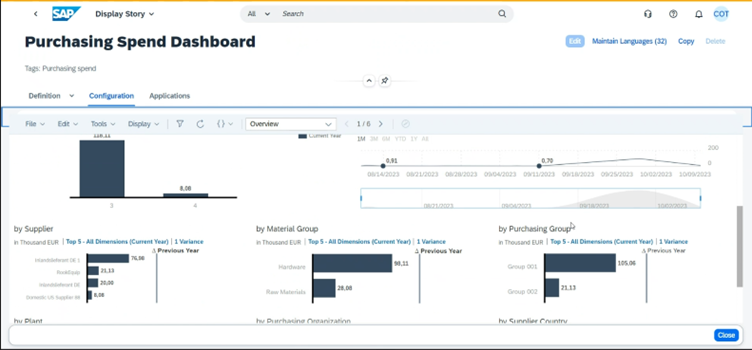 SAP Display Story
All Search COT
Purchasing Spend Dashboard
Edit Maintain Languages (32) Copy Delete
Tags: Purchasing spend
Definition Configuration Applications
File Edit Tools Display Overview 1 / 6
Current Year
1M 3M 6M YTD 1Y All
118,11
200
8,08
0,91 0,70
0
08/14/2023 08/21/2023 08/28/2023 09/04/2023 09/11/2023 09/18/2023 09/25/2023 10/02/2023 10/09/2023
3 4
08/21/2023 09/04/2023 09/18/2023 10/02/2023
by Supplier
in Thousand EUR Top 5 - All Dimensions (Current Year) 1 Variance
Δ Previous Year
Inlandslieferant DE 1 76,98
21,13
Inlandslieferant DE 20,08
Domestic US Supplier 8,08
by Material Group
in Thousand EUR Top 5 - All Dimensions (Current Year) 1 Variance
Δ Previous Year
Hardware 98,11
Raw Materials 28,08
by Purchasing Group
in Thousand EUR Top 5 - All Dimensions (Current Year) 1 Variance
Δ Previous Year
Group 001 105,06
Group 002 21,13
by Plant by Purchasing Organization by Supplier Country
Close